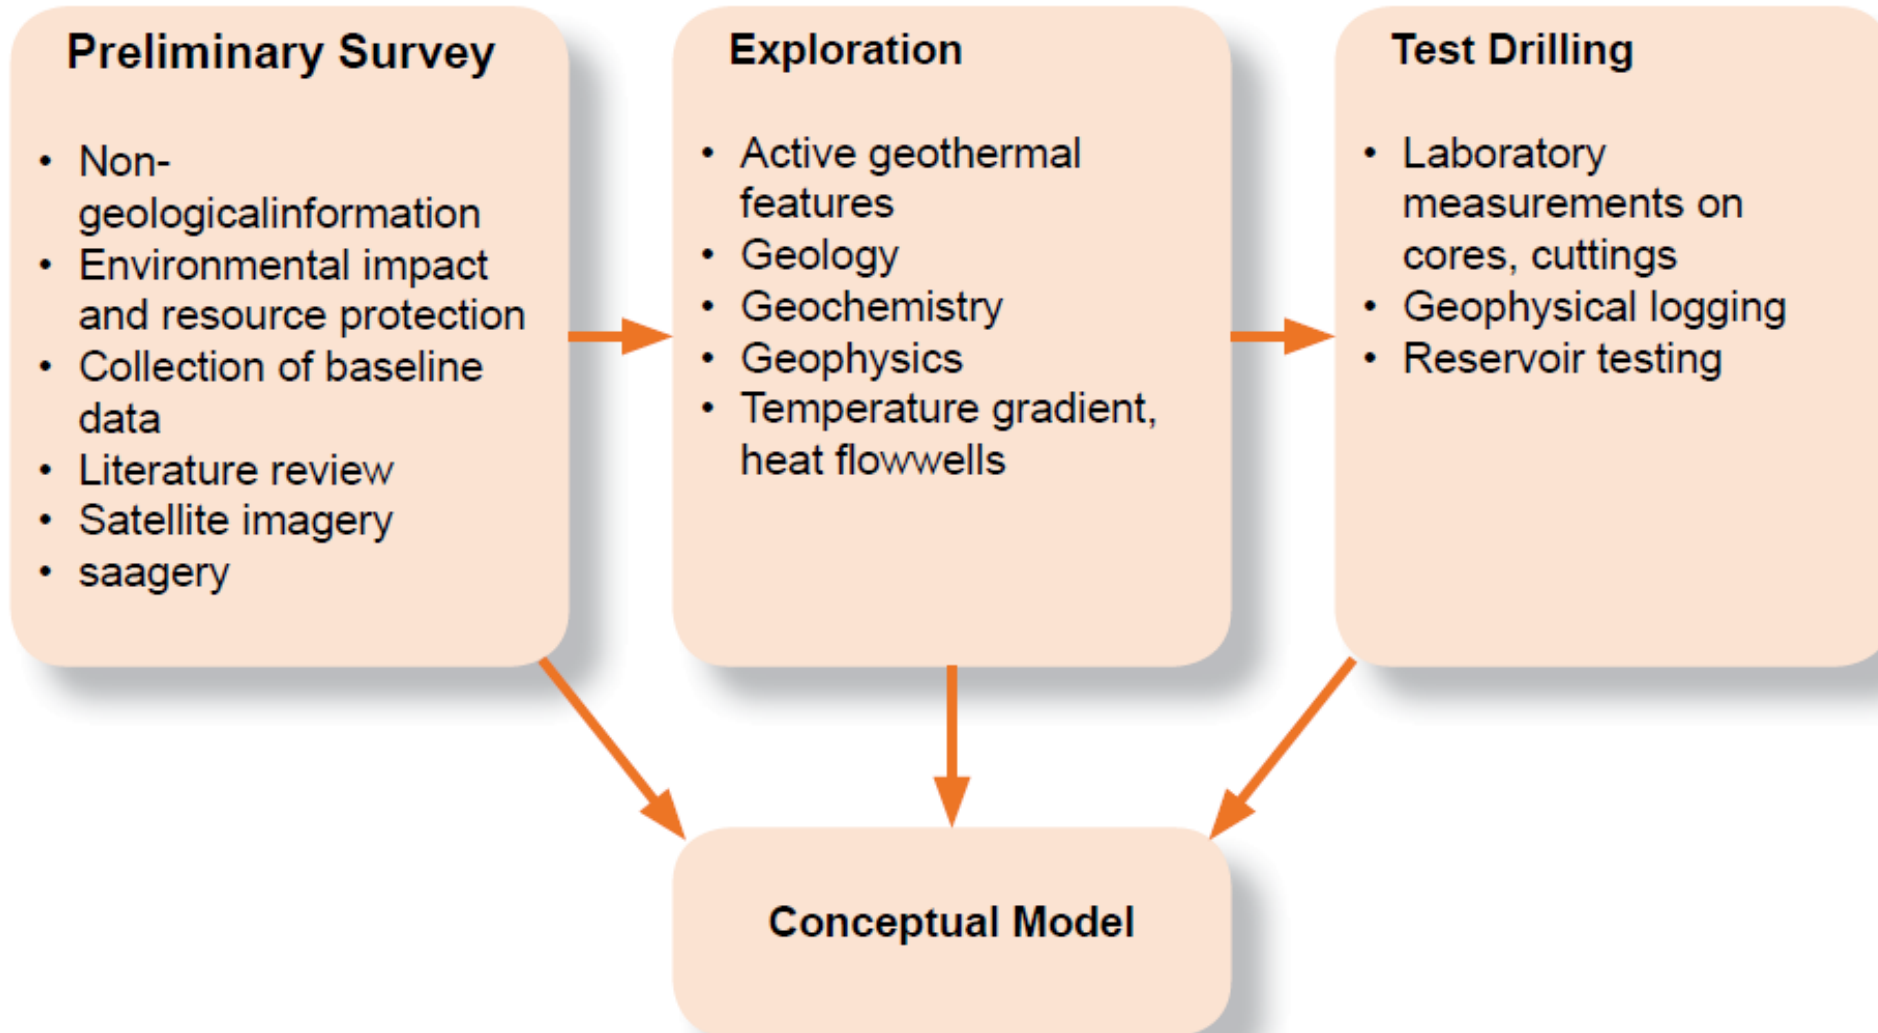 Preliminary Survey
• Non-
geologicalinformation
• Environmental impact
and resource protection
• Collection of baseline
data
• Literature review
• Satellite imagery
• saagery
Exploration
• Active geothermal
features
• Geology
• Geochemistry
• Geophysics
• Temperature gradient,
heat flowwells
Test Drilling
• Laboratory
measurements on
cores, cuttings
• Geophysical logging
• Reservoir testing
Conceptual Model